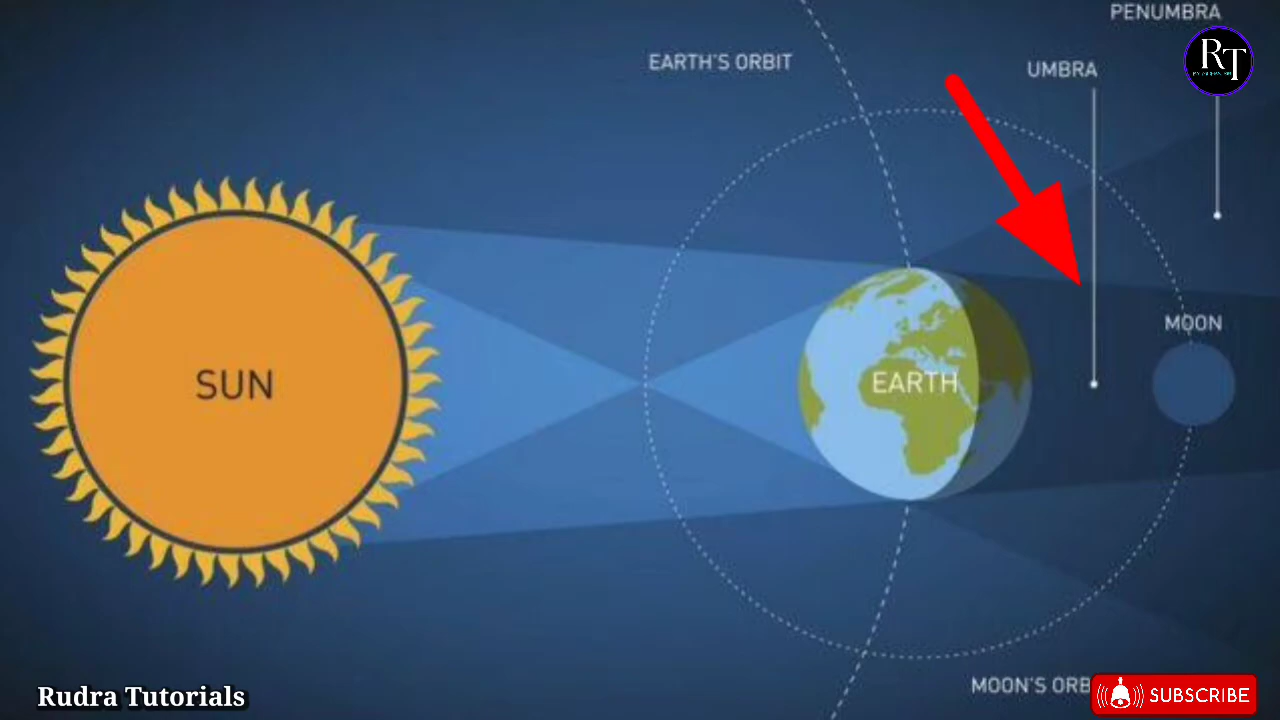 PENUMBRA
EARTH'S ORBIT
UMBRA
RT
MOON
SUN
EARTH
MOON'S ORB
Rudra Tutorials
SUBSCRIBE